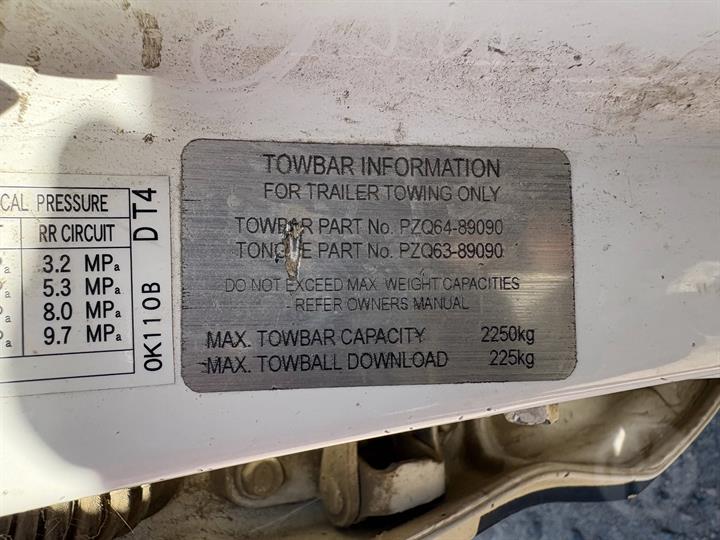 CAL PRESSURE
RR CIRCUIT
3.2 MPa
5.3 MPa
8.0 MPa
9.7 MPa
0K110B DT4
TOWBAR INFORMATION
FOR TRAILER TOWING ONLY
TOWBAR PART No. PZQ64-89090
TONGUE PART No. PZQ63-89090
DO NOT EXCEED MAX. WEIGHT CAPACITIES
- REFER OWNERS MANUAL
MAX. TOWBAR CAPACITY 2250kg
MAX. TOWBALL DOWNLOAD 225kg